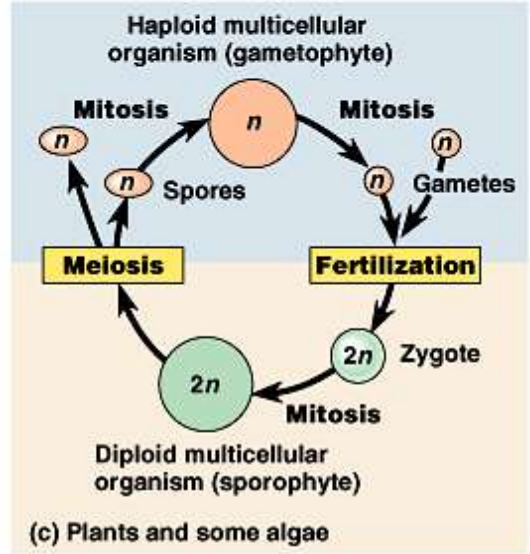 Haploid multicellular
organism (gametophyte)
Mitosis
Mitosis
n
n
n
n
n
Spores
Gametes
Meiosis
Fertilization
2n
2n
Zygote
Mitosis
Diploid multicellular
organism (sporophyte)
(c) Plants and some algae